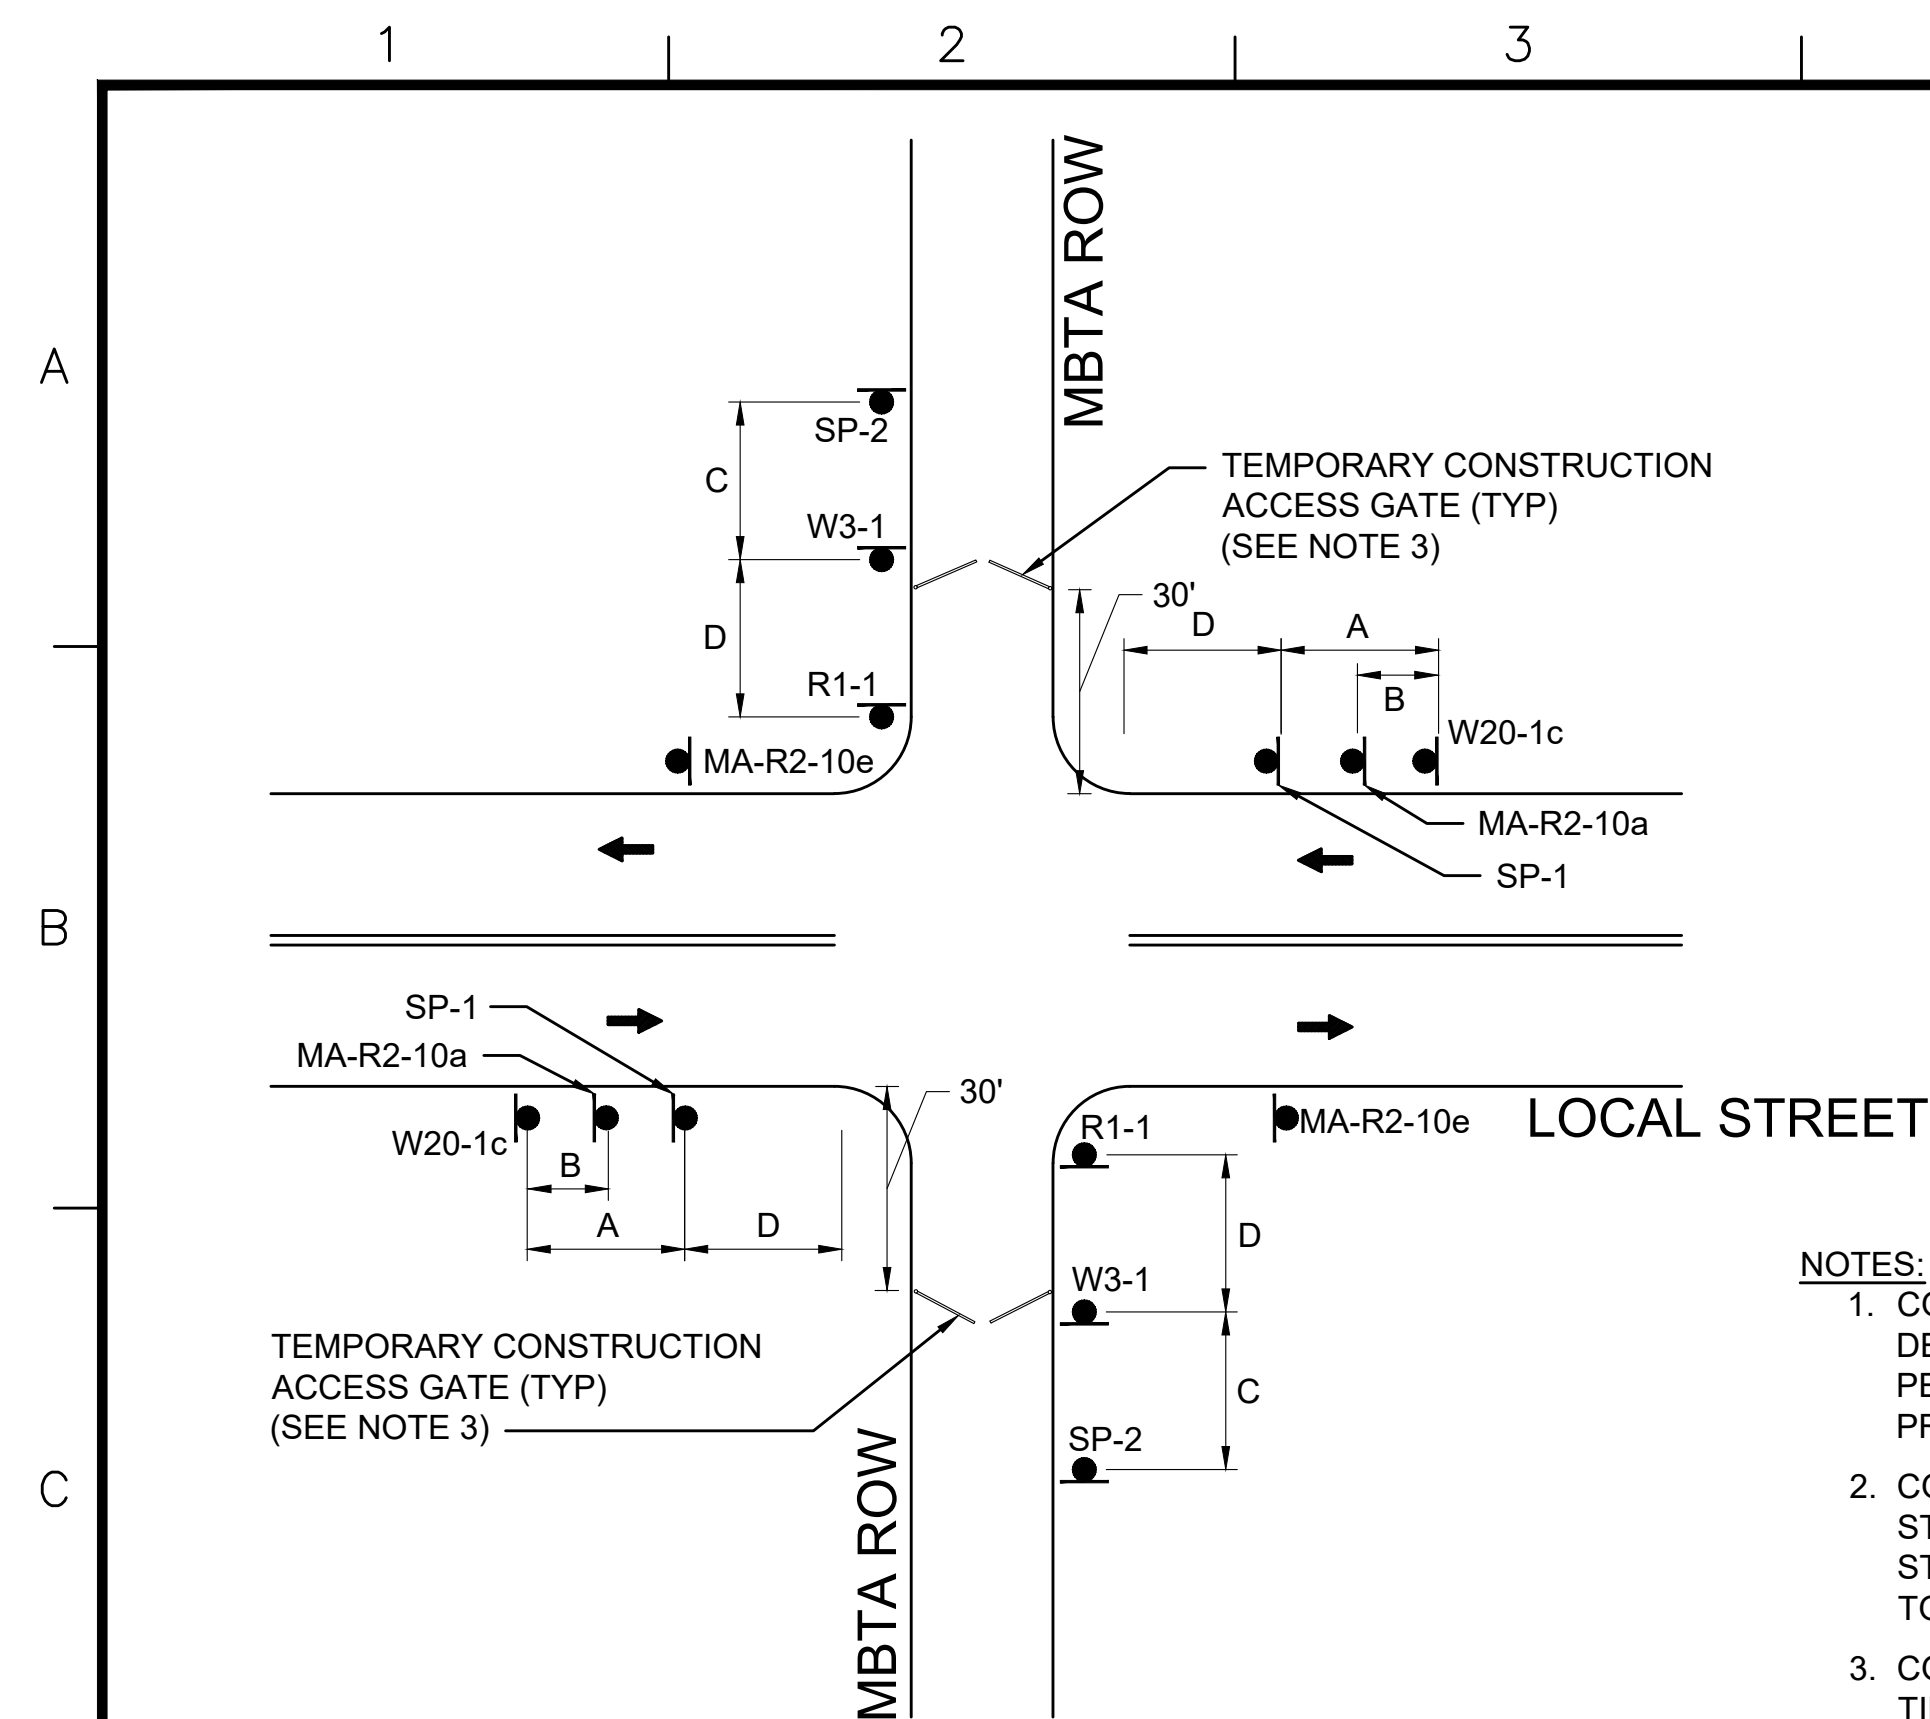 1 2 3
A
B
C
MBTA ROW
SP-2
C
W3-1
D
R1-1
MA-R2-10e
TEMPORARY CONSTRUCTION
ACCESS GATE (TYP)
(SEE NOTE 3)
30'
D A
B
W20-1c
MA-R2-10a
SP-1
SP-1
MA-R2-10a
W20-1c
B
A D
30'
R1-1
MA-R2-10e
LOCAL STREET
D
W3-1
C
SP-2
TEMPORARY CONSTRUCTION
ACCESS GATE (TYP)
(SEE NOTE 3)
MBTA ROW
NOTES:
1.
2.
3.